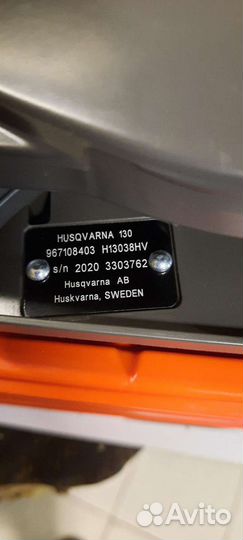 HUSQVARNA 130
967108403 H13038HV
s/n 2020 3303762
Husqvarna AB
Huskvarna, SWEDEN
Avito